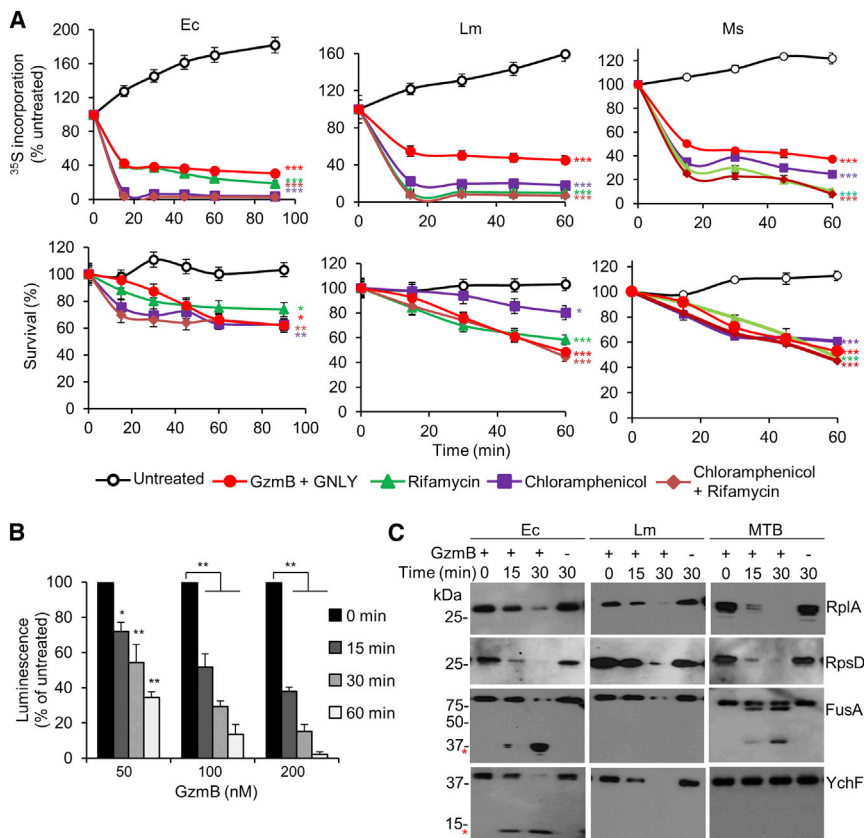 A
Ec
Lm
Ms
35S incorporation
(% untreated)
200
160
120
80
40
0
0 20 40 60 80 100
160
120
80
40
0
0 20 40 60
140
120
100
80
60
40
20
0
0 20 40 60
***
***
***
***
***
***
***
***
***
***
***
***
Survival (%)
120
100
80
60
40
20
0
0 20 40 60 80 100
120
100
80
60
40
20
0
0 20 40 60
120
100
80
60
40
20
0
0 20 40 60
*
*
**
**
*
***
***
***
***
***
***
***
Time (min)
Untreated
GzmB + GNLY
Rifamycin
Chloramphenicol
Chloramphenicol
+ Rifamycin
B
Luminescence
(% of untreated)
100
80
60
40
20
0
* ** **
**
**
0 min
15 min
30 min
60 min
50 100 200
GzmB (nM)
C
Ec Lm MTB
GzmB + + + - + + + - + + + -
Time (min) 0 15 30 30 0 15 30 30 0 15 30 30
kDa
25-
RplA
25-
RpsD
75-
50-
37-
*
FusA
37-
15-
*
YchF